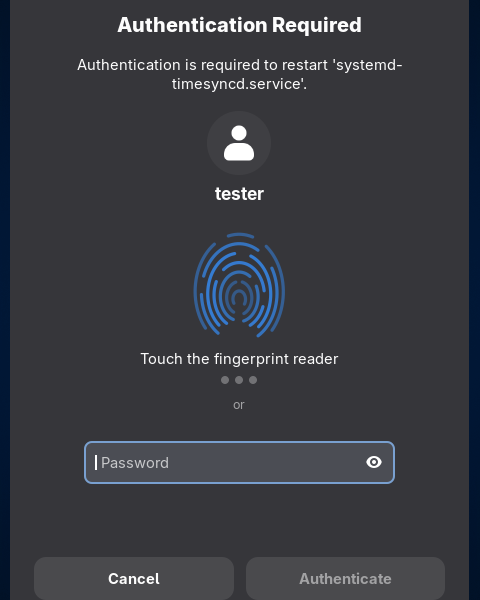 Authentication Required
Authentication is required to restart 'systemd-
timesyncd.service'.
tester
Touch the fingerprint reader
or
Password
Cancel
Authenticate